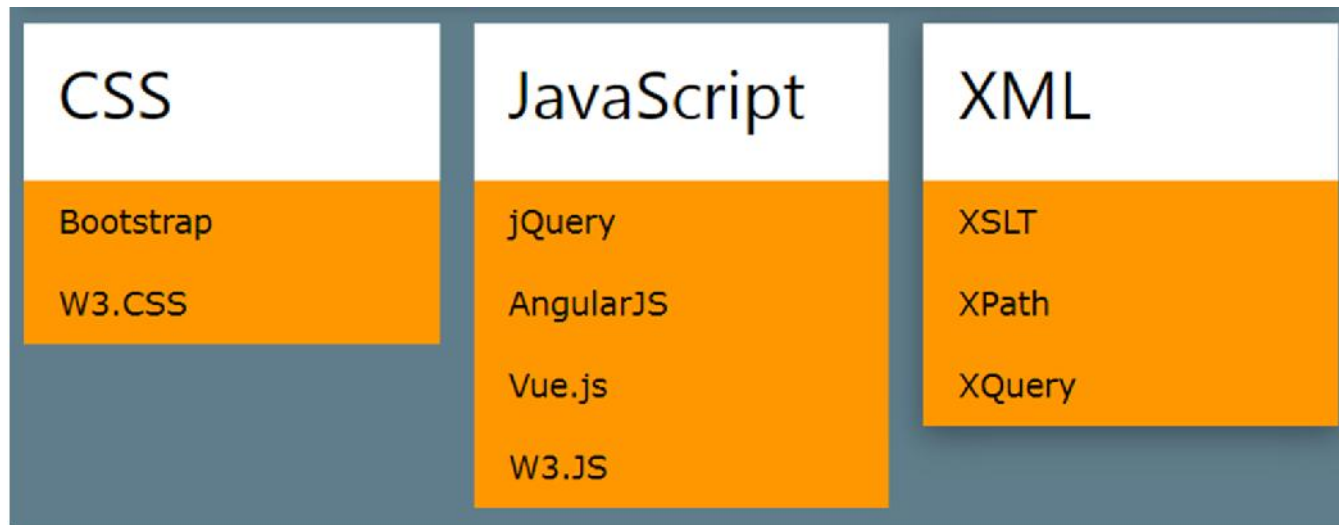 CSS
Bootstrap
W3.CSS
JavaScript
jQuery
AngularJS
Vue.js
W3.JS
XML
XSLT
XPath
XQuery